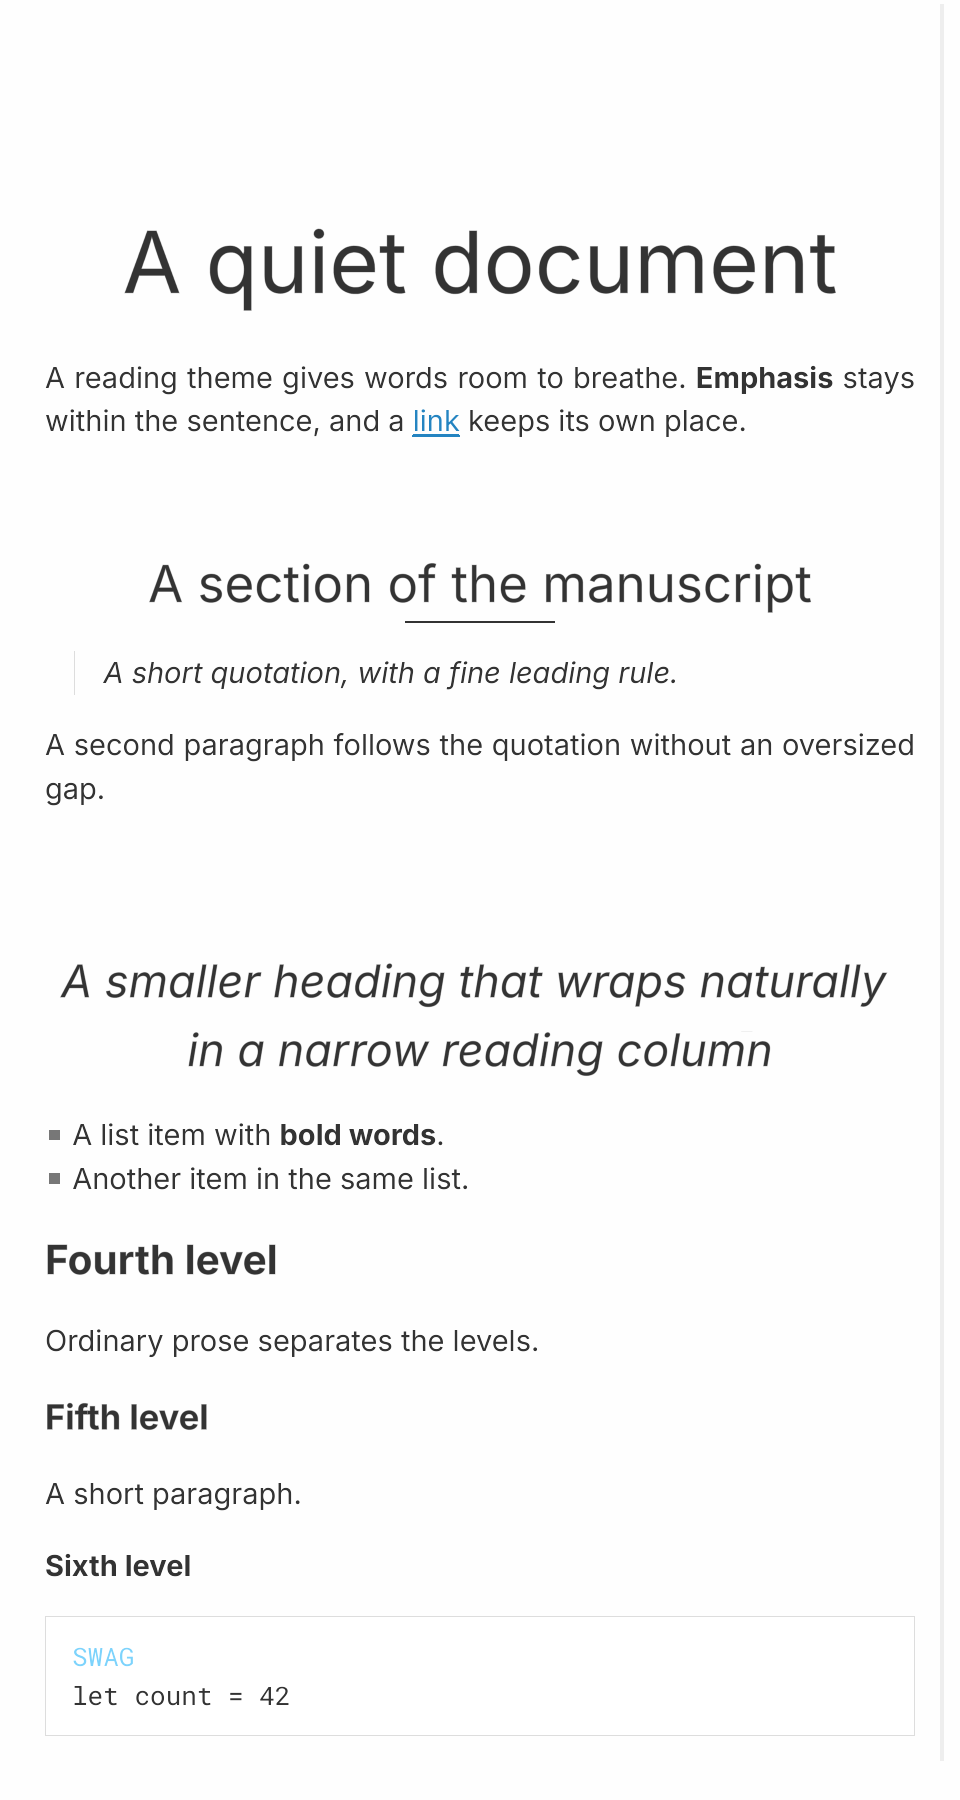 A quiet document
A reading theme gives words room to breathe. Emphasis stays
within the sentence, and a link keeps its own place.
A section of the manuscript
A short quotation, with a fine leading rule.
A second paragraph follows the quotation without an oversized
gap.
A smaller heading that wraps naturally
in a narrow reading column
A list item with bold words.
Another item in the same list.
Fourth level
Ordinary prose separates the levels.
Fifth level
A short paragraph.
Sixth level
SWAG
let count = 42